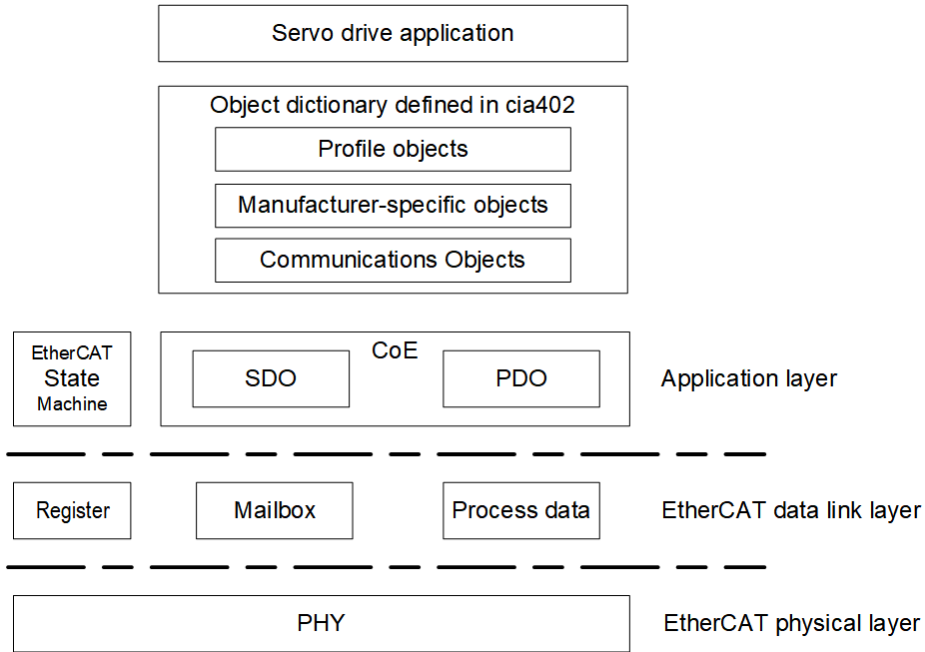 Servo drive application
Object dictionary defined in cia402
Profile objects
Manufacturer-specific objects
Communications Objects
EtherCAT
State
Machine
CoE
SDO
PDO
Application layer
Register
Mailbox
Process data
EtherCAT data link layer
PHY
EtherCAT physical layer